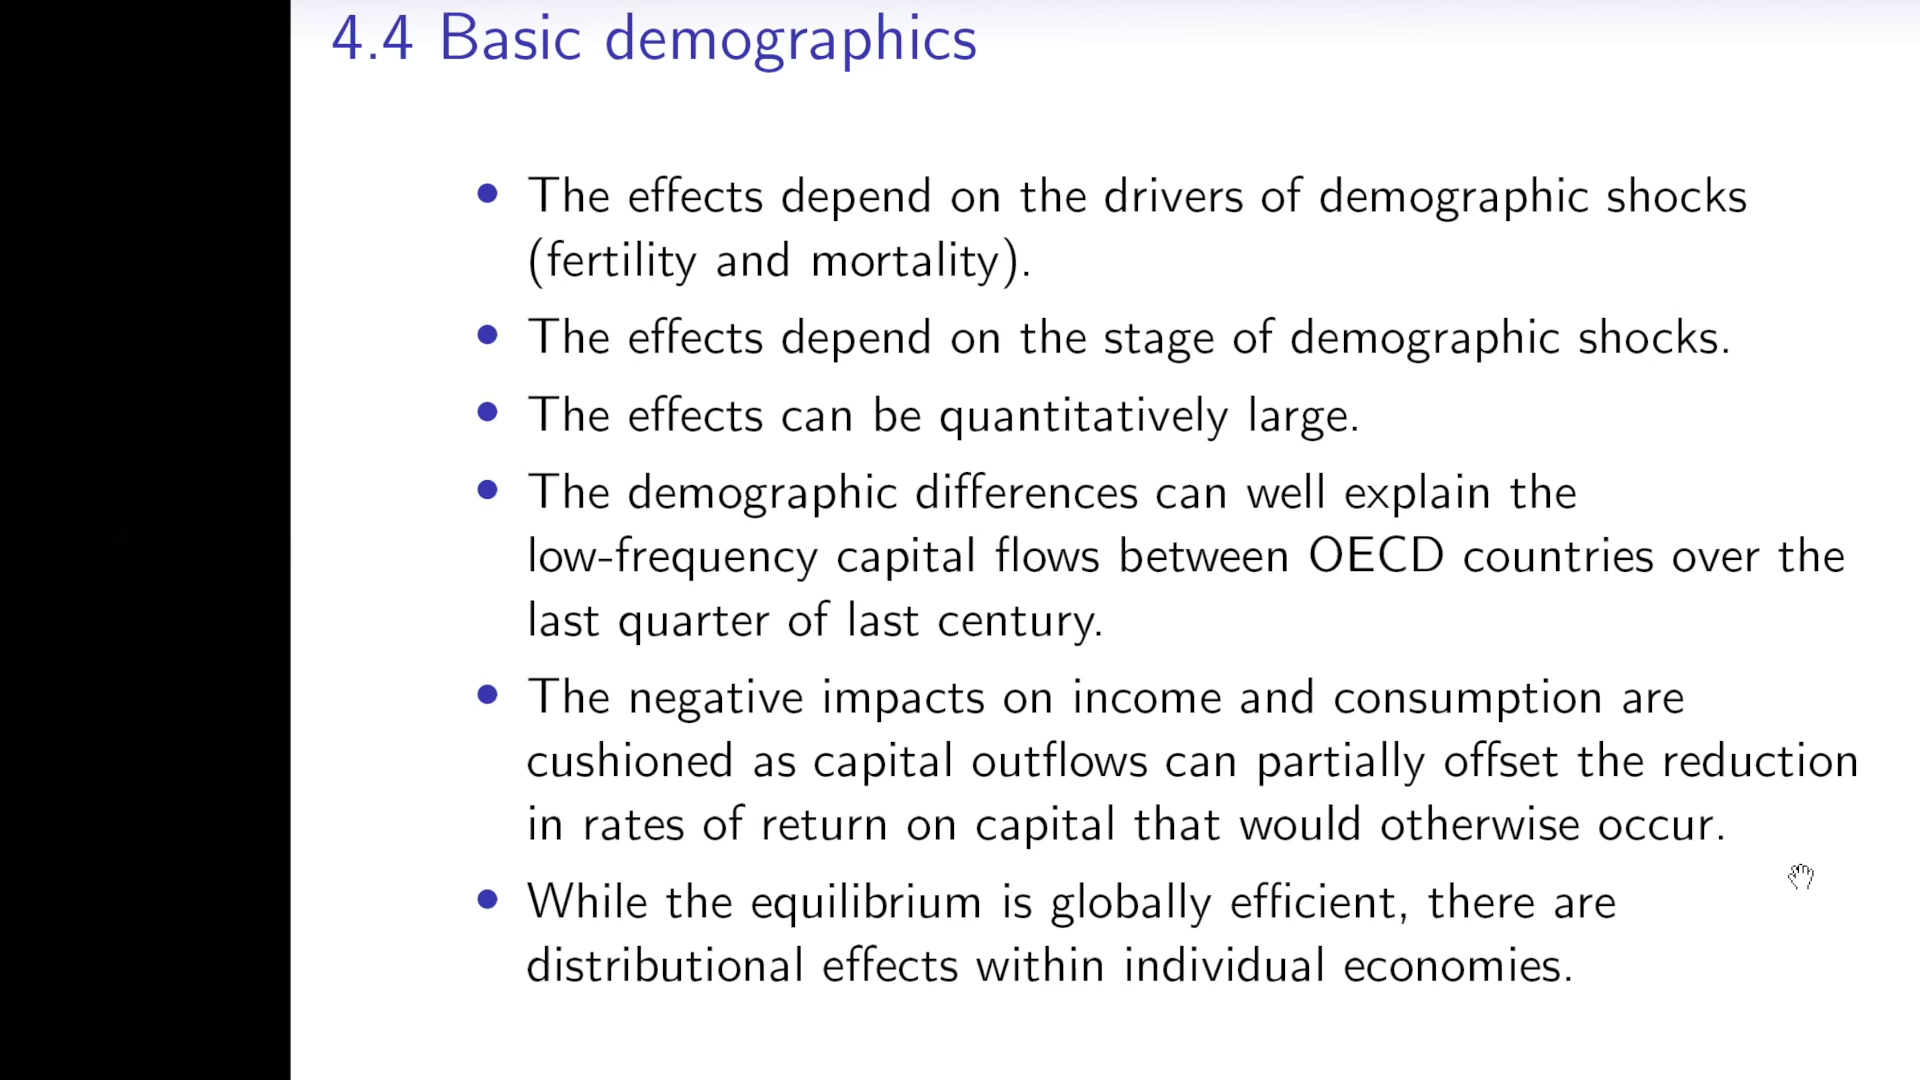 4.4 Basic demographics
• The effects depend on the drivers of demographic shocks
(fertility and mortality).
• The effects depend on the stage of demographic shocks.
• The effects can be quantitatively large.
• The demographic differences can well explain the
low-frequency capital flows between OECD countries over the
last quarter of last century.
• The negative impacts on income and consumption are
cushioned as capital outflows can partially offset the reduction
in rates of return on capital that would otherwise occur.
• While the equilibrium is globally efficient, there are
distributional effects within individual economies.